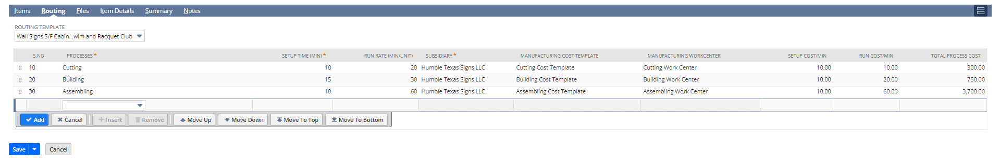 Items Routing Files Item Details Summary Notes
ROUTING TEMPLATE
Wall Signs S/F Cabin...wim and Racquet Club
S.NO PROCESSES* SETUP TIME (MIN)* RUN RATE (MIN/UNIT) SUBSIDIARY* MANUFACTURING COST TEMPLATE MANUFACTURING WORKCENTER SETUP COST/MIN RUN COST/MIN TOTAL PROCESS COST
10 Cutting 10 20 Humble Texas Signs LLC Cutting Cost Template Cutting Work Center 10.00 10.00 300.00
20 Building 15 30 Humble Texas Signs LLC Building Cost Template Building Work Center 10.00 20.00 750.00
30 Assembling 10 60 Humble Texas Signs LLC Assembling Cost Template Assembling Work Center 10.00 60.00 3,700.00
Add Cancel Insert Remove Move Up Move Down Move To Top Move To Bottom
Save Cancel